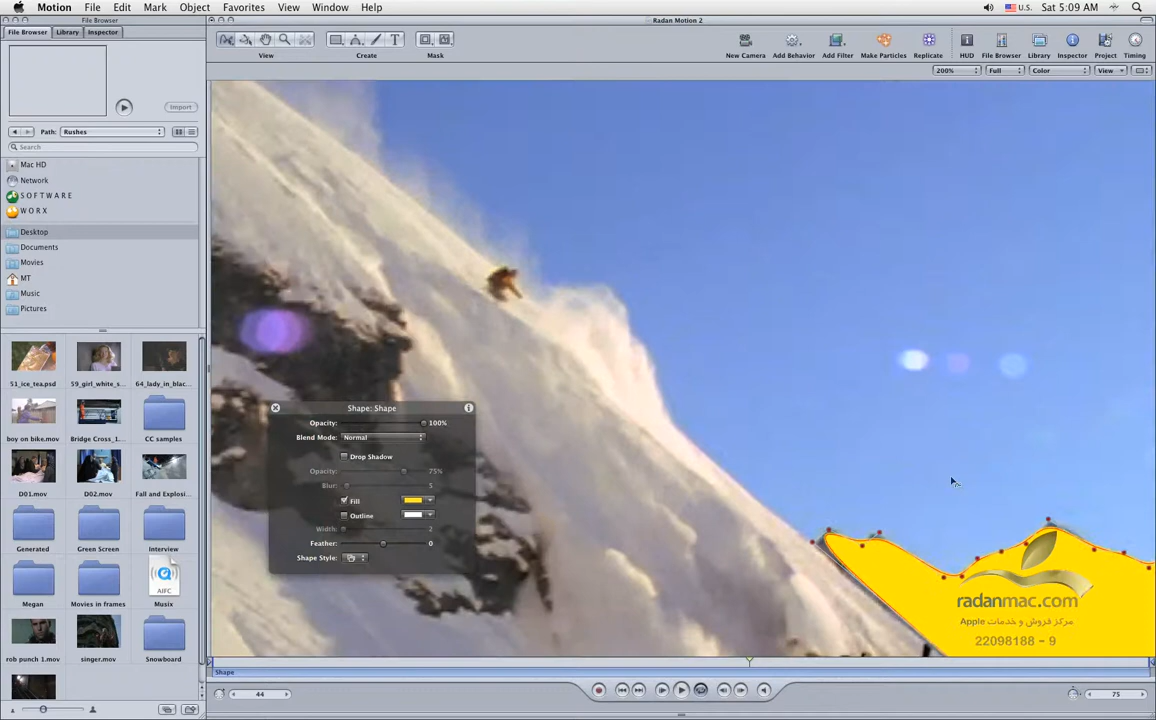 Motion File Edit Mark Object Favorites View Window Help
U.S. Sat 5:09 AM
File Browser
Radan Motion 2
File Browser Library Inspector
View Create Mask
New Camera Add Behavior Add Filter Make Particles Replicate HUD File Browser Library Inspector Project Timing
200% Full Color View
Import
Path: Rushes
Search
Mac HD
Network
SOFTWARE
WORX
Desktop
Documents
Movies
MT
Music
Pictures
51_ice_tea.psd 59_girl_white_s... 64_lady_in_blac...
boy on bike.mov Bridge Cross_1... CC samples
D01.mov D02.mov Fall and Explosi...
Generated Green Screen Interview
AIFC
Megan Movies in frames Musix
rob punch 1.mov singer.mov Snowboard
Shape: Shape
Opacity: 100%
Blend Mode: Normal
Drop Shadow
Opacity: 75%
Blur: 5
Fill
Outline
Width: 2
Feather: 0
Shape Style:
radanmac.com
مرکز فروش و خدمات Apple
22098188 - 9
Shape
44
75